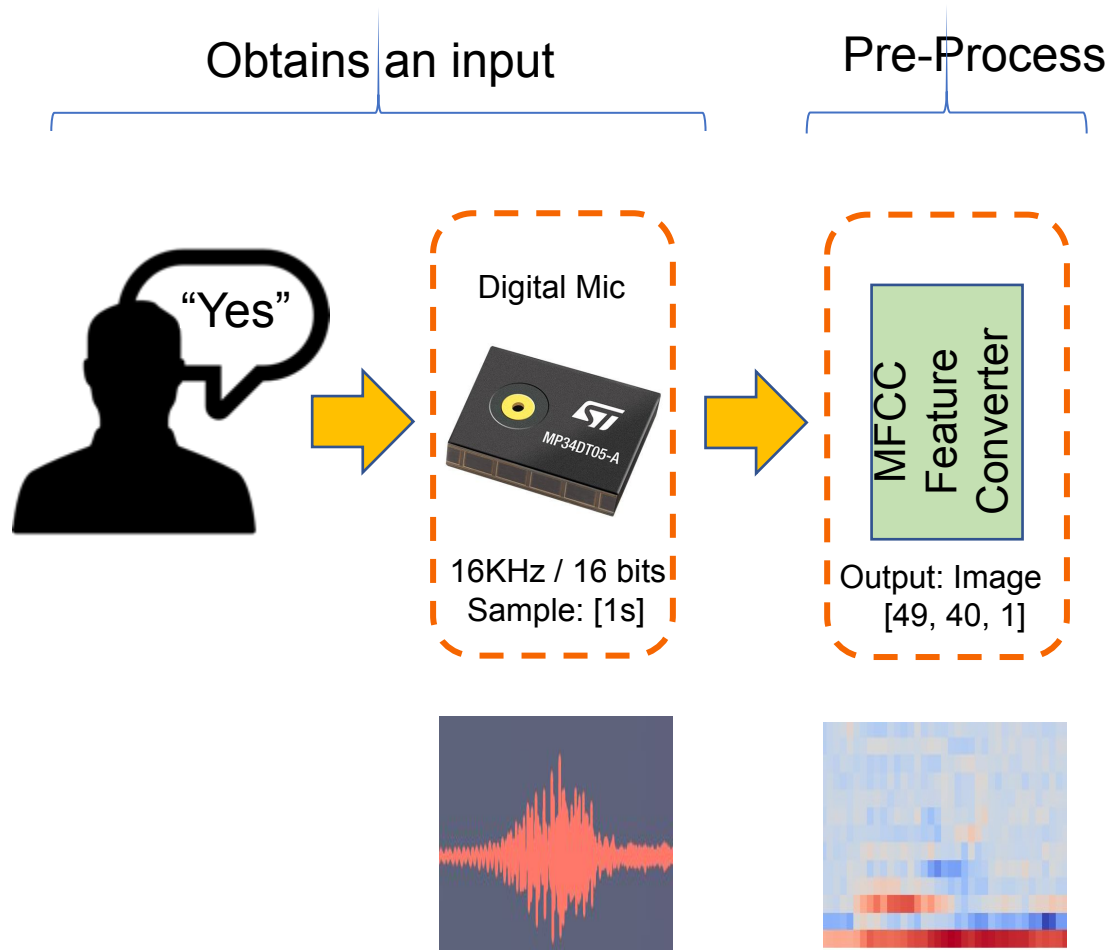 Obtains an input
Pre-Process
“Yes”
Digital Mic
ST
MP34DT05-A
16KHz / 16 bits
Sample: [1s]
MFCC
Feature
Converter
Output: Image
[49, 40, 1]